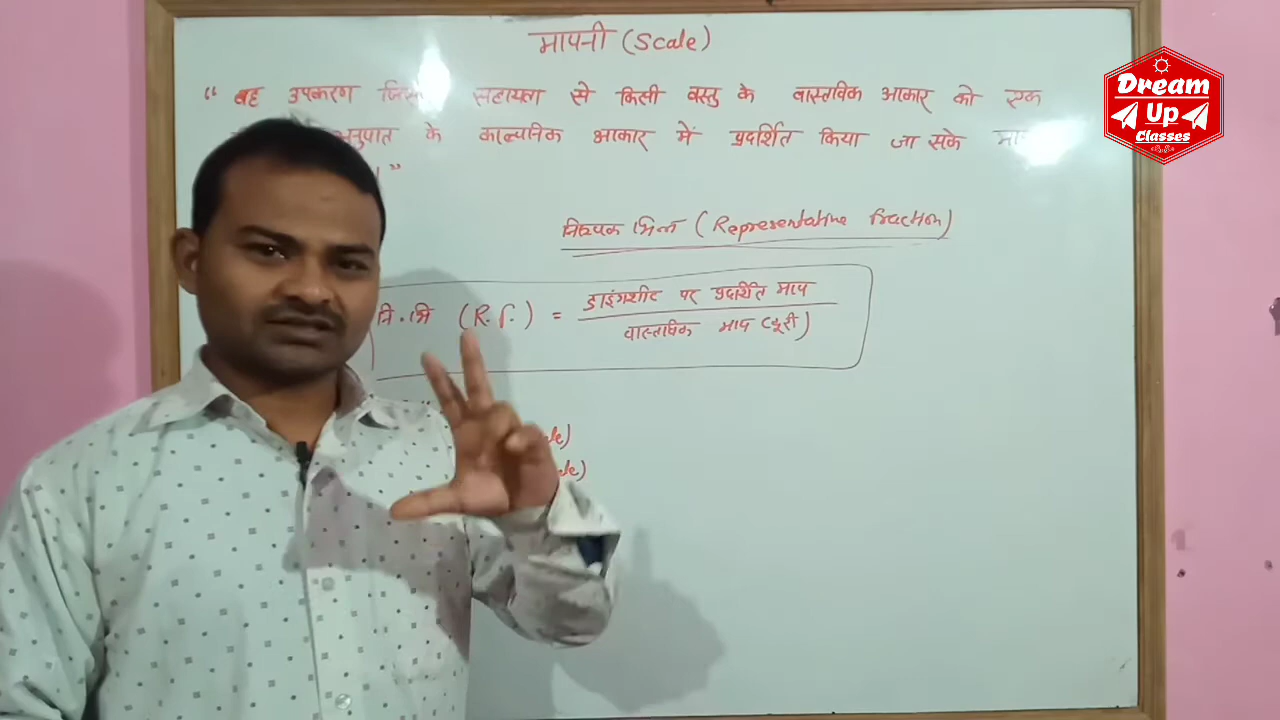 मापनी (Scale)
“ वह उपकरण सहायता से किसी वस्तु के वास्तविक आकार को एक
के काल्पनिक आकार में प्रदर्शित किया जा सके
”
निरूपक भिन्न (Representative fraction)
नि.भि (R.F.) =
ड्राइंगशीट पर प्रदर्शित माप
वास्तविक माप (दूरी)
Dream
Up
Classes